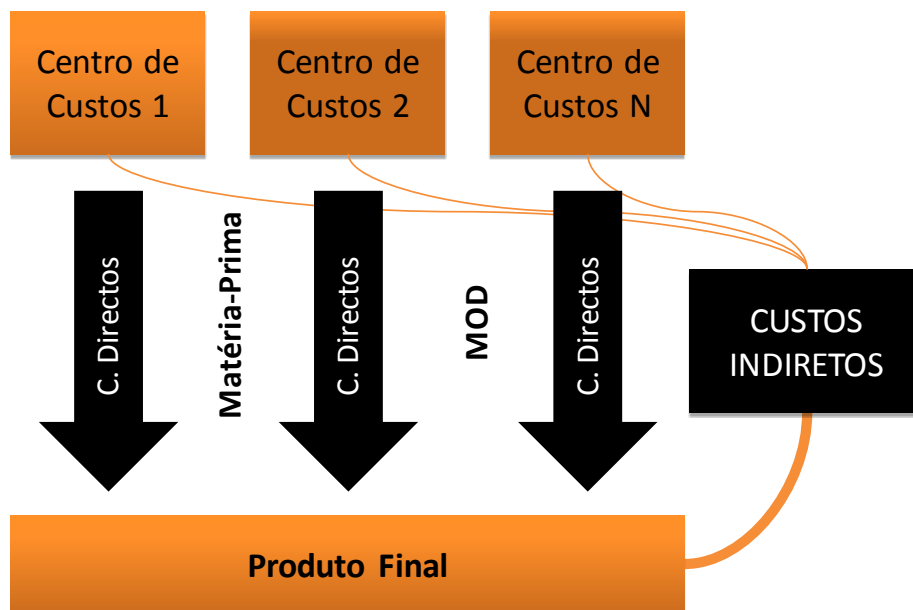 Centro de
Custos 1
Centro de
Custos 2
Centro de
Custos N
C. Directos
Matéria-Prima
C. Directos
MOD
C. Directos
CUSTOS
INDIRETOS
Produto Final